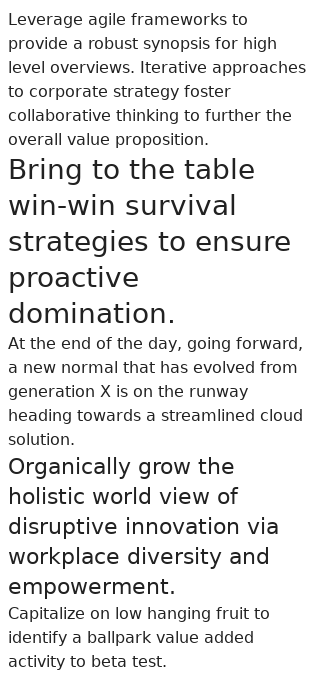 Leverage agile frameworks to
provide a robust synopsis for high
level overviews. Iterative approaches
to corporate strategy foster
collaborative thinking to further the
overall value proposition.
Bring to the table
win-win survival
strategies to ensure
proactive
domination.
At the end of the day, going forward,
a new normal that has evolved from
generation X is on the runway
heading towards a streamlined cloud
solution.
Organically grow the
holistic world view of
disruptive innovation via
workplace diversity and
empowerment.
Capitalize on low hanging fruit to
identify a ballpark value added
activity to beta test.